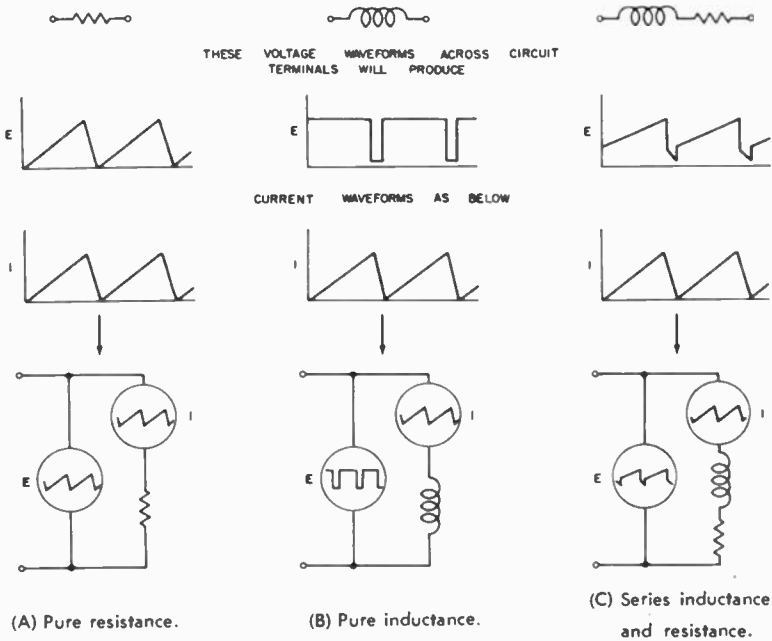 THESE VOLTAGE WAVEFORMS ACROSS CIRCUIT
TERMINALS WILL PRODUCE
E
E
E
CURRENT WAVEFORMS AS BELOW
I
I
I
I
I
I
E
E
E
(A) Pure resistance.
(B) Pure inductance.
(C) Series inductance
and resistance.